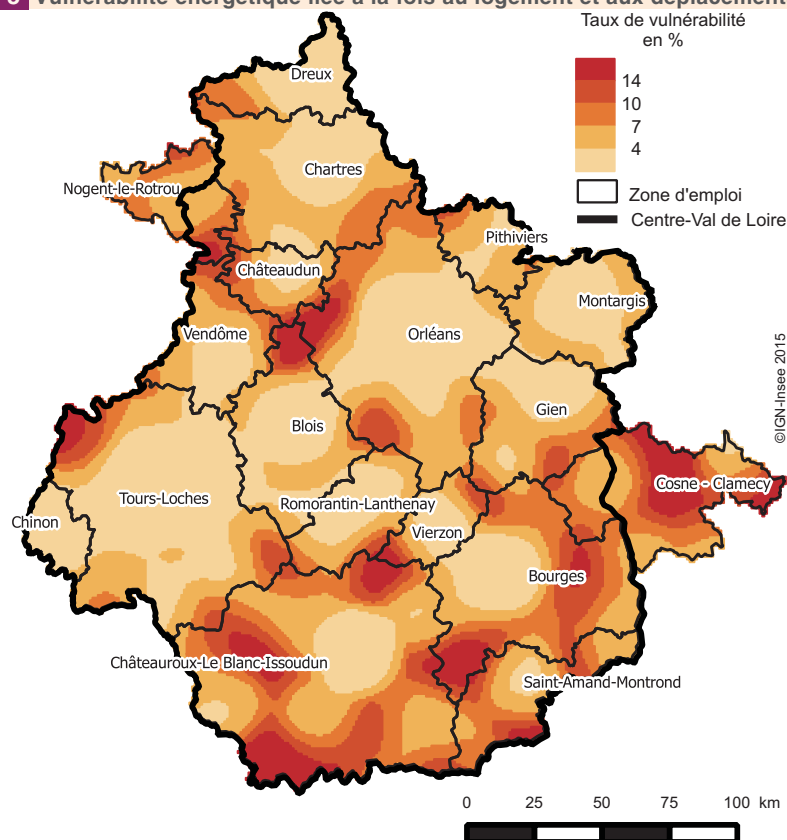 Vulnérabilité énergétique liée à la fois au logement et aux déplacement
Taux de vulnérabilité
en %
14
10
7
4
Zone d'emploi
Centre-Val de Loire
©IGN-Insee 2015
Dreux
Chartres
Nogent-le-Rotrou
Pithiviers
Châteaudun
Montargis
Vendôme
Orléans
Gien
Blois
Cosne - Clamecy
Tours-Loches
Romorantin-Lanthenay
Chinon
Vierzon
Bourges
Châteauroux-Le Blanc-Issoudun
Saint-Amand-Montrond
0 25 50 75 100 km